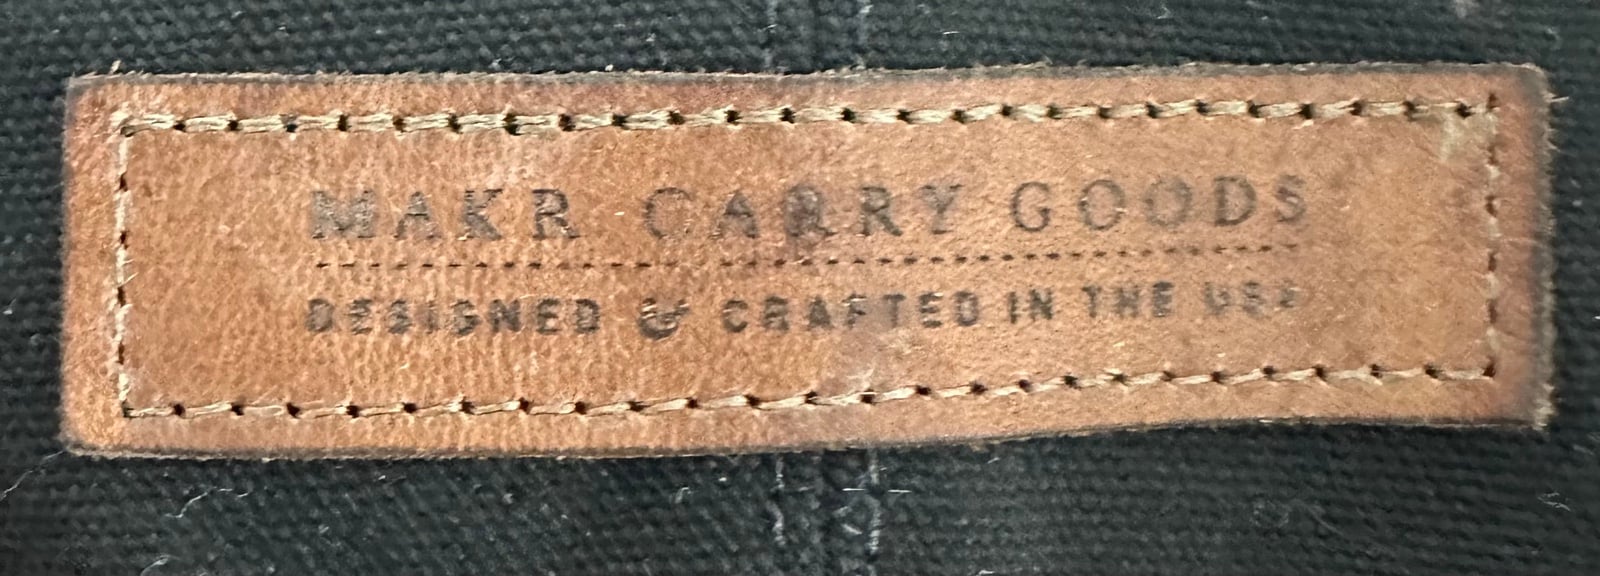 MAKR CARRY GOODS
DESIGNED & CRAFTED IN THE USA